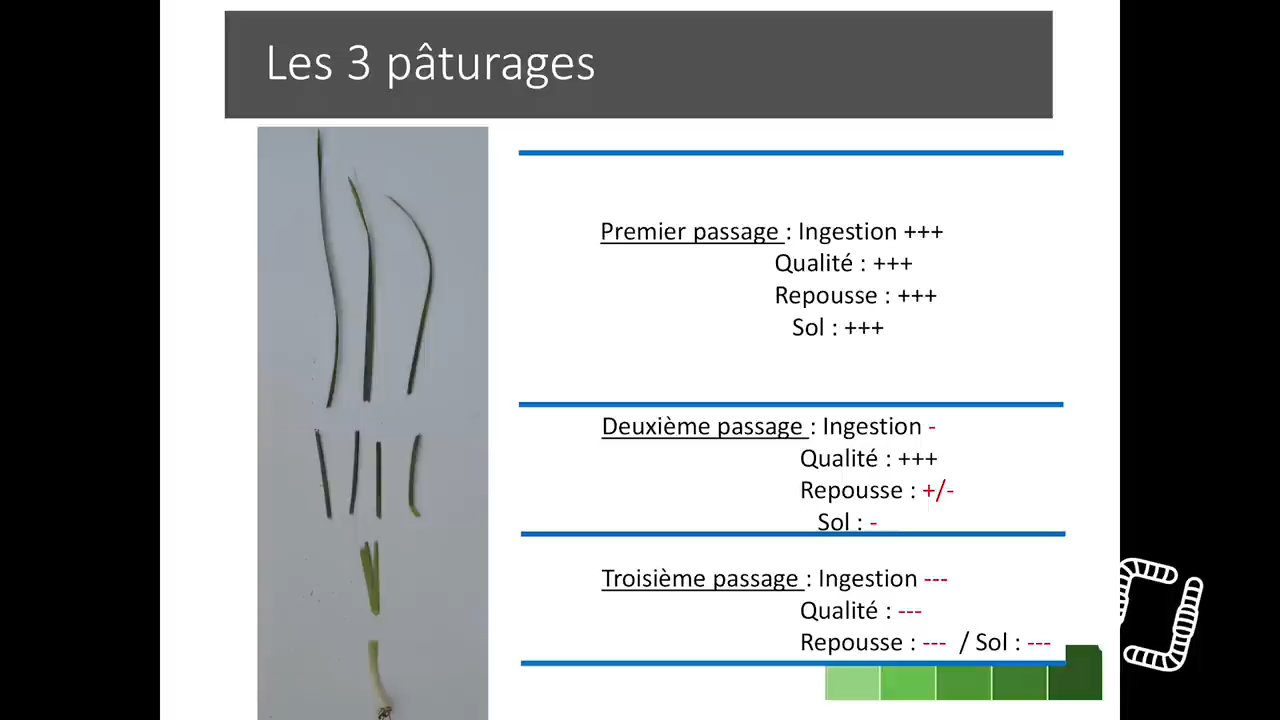 Les 3 pâturages
Premier passage : Ingestion +++
Qualité : +++
Repousse : +++
Sol : +++
Deuxième passage : Ingestion -
Qualité : +++
Repousse : +/-
Sol : -
Troisième passage : Ingestion ---
Qualité : ---
Repousse : --- / Sol : ---